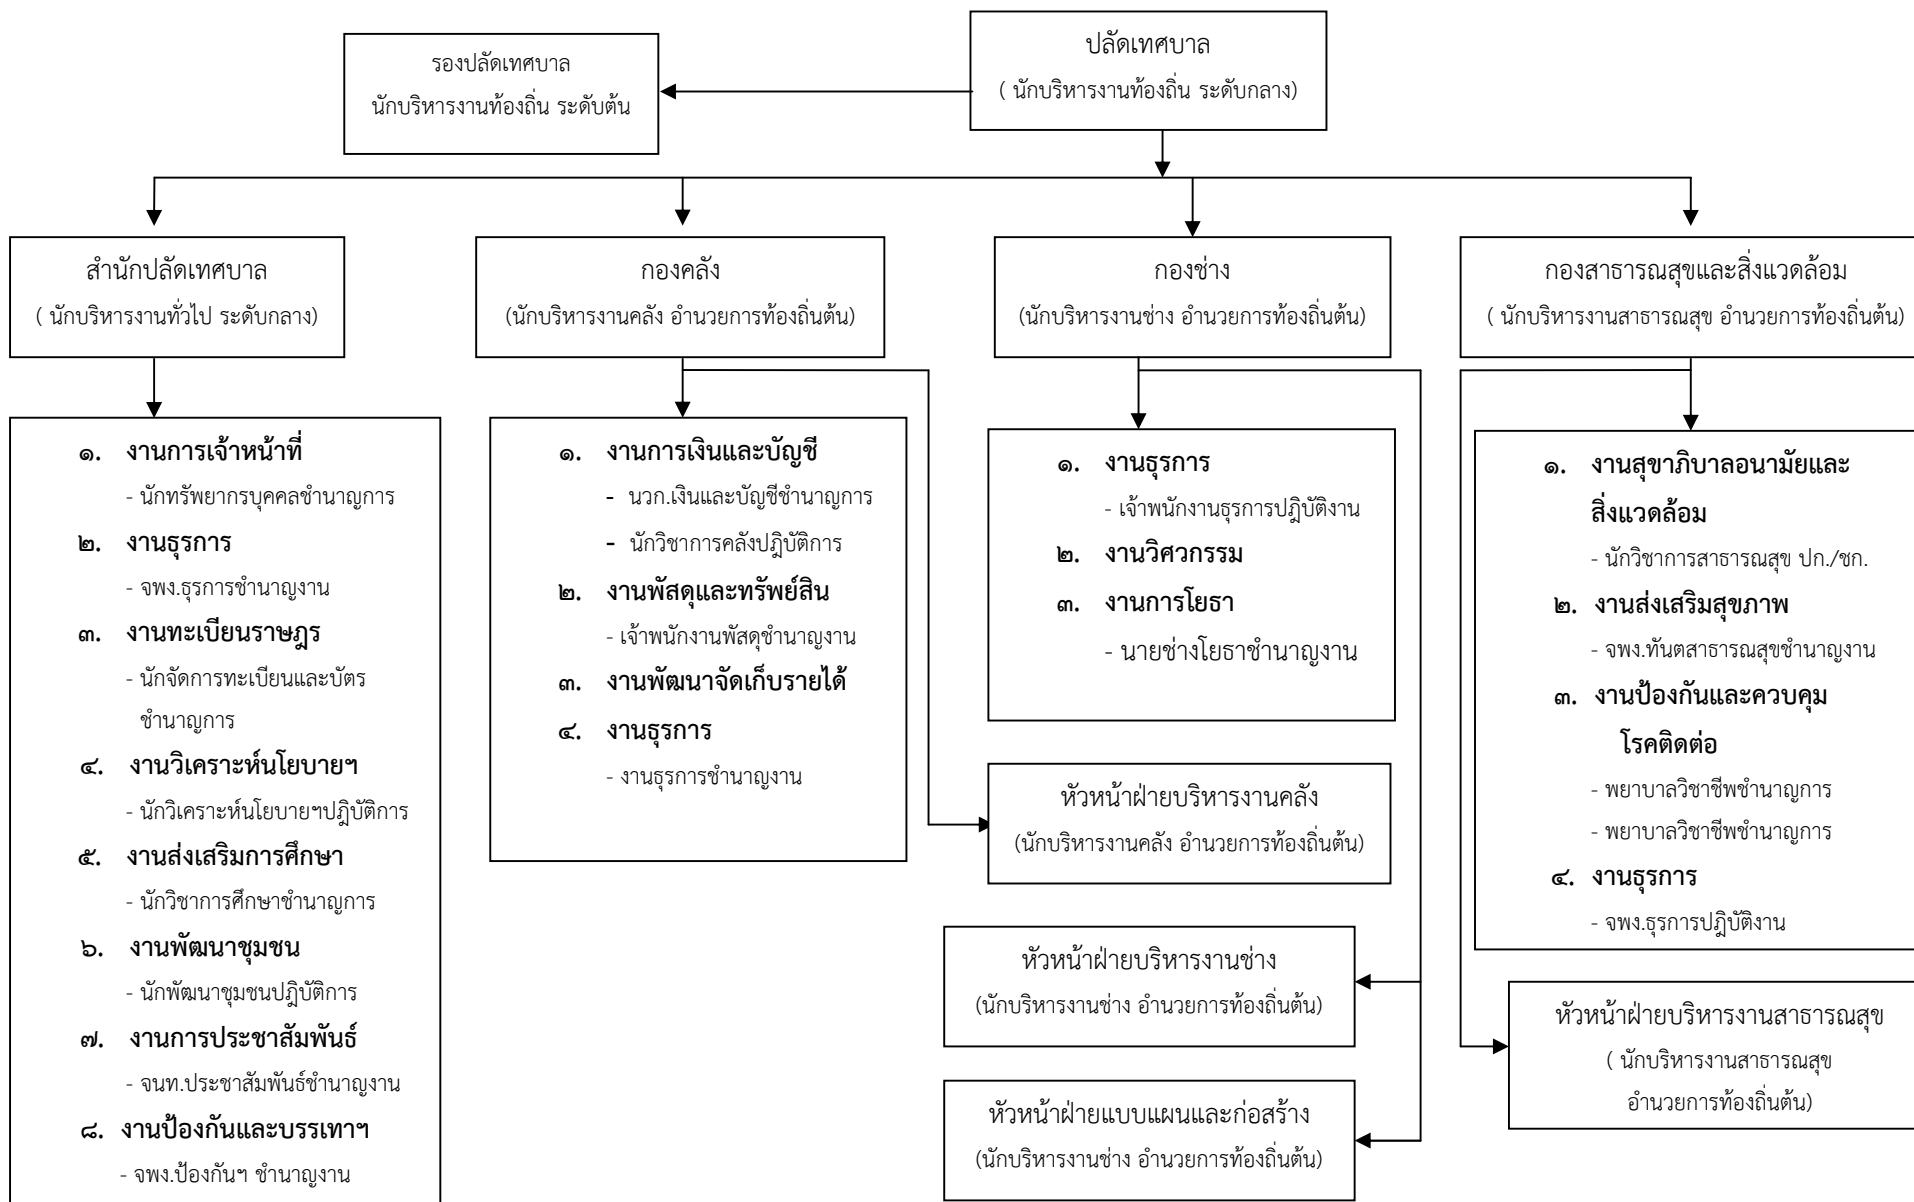 ปลัดเทศบาล
( นักบริหารงานท้องถิ่น ระดับกลาง)
รองปลัดเทศบาล
นักบริหารงานท้องถิ่น ระดับต้น
สำนักปลัดเทศบาล
( นักบริหารงานทั่วไป ระดับกลาง)
กองคลัง
(นักบริหารงานคลัง อำนวยการท้องถิ่นต้น)
กองช่าง
(นักบริหารงานช่าง อำนวยการท้องถิ่นต้น)
กองสาธารณสุขและสิ่งแวดล้อม
( นักบริหารงานสาธารณสุข อำนวยการท้องถิ่นต้น)
๑. งานการเจ้าหน้าที่
- นักทรัพยากรบุคคลชำนาญการ
๒. งานธุรการ
- จพง.ธุรการชำนาญงาน
๓. งานทะเบียนราษฎร
- นักจัดการทะเบียนและบัตร
ชำนาญการ
๔. งานวิเคราะห์นโยบายฯ
- นักวิเคราะห์นโยบายฯปฏิบัติการ
๕. งานส่งเสริมการศึกษา
- นักวิชาการศึกษาชำนาญการ
๖. งานพัฒนาชุมชน
- นักพัฒนาชุมชนปฏิบัติการ
๗. งานการประชาสัมพันธ์
- จนท.ประชาสัมพันธ์ชำนาญงาน
๘. งานป้องกันและบรรเทาฯ
- จพง.ป้องกันฯ ชำนาญงาน
๑. งานการเงินและบัญชี
- นวก.เงินและบัญชีชำนาญการ
- นักวิชาการคลังปฏิบัติการ
๒. งานพัสดุและทรัพย์สิน
- เจ้าพนักงานพัสดุชำนาญงาน
๓. งานพัฒนาจัดเก็บรายได้
๔. งานธุรการ
- งานธุรการชำนาญงาน
๑. งานธุรการ
- เจ้าพนักงานธุรการปฏิบัติงาน
๒. งานวิศวกรรม
๓. งานการโยธา
- นายช่างโยธาชำนาญงาน
หัวหน้าฝ่ายบริหารงานคลัง
(นักบริหารงานคลัง อำนวยการท้องถิ่นต้น)
หัวหน้าฝ่ายบริหารงานช่าง
(นักบริหารงานช่าง อำนวยการท้องถิ่นต้น)
หัวหน้าฝ่ายแบบแผนและก่อสร้าง
(นักบริหารงานช่าง อำนวยการท้องถิ่นต้น)
๑. งานสุขาภิบาลอนามัยและ
สิ่งแวดล้อม
- นักวิชาการสาธารณสุข ปก./ชก.
๒. งานส่งเสริมสุขภาพ
- จพง.ทันตสาธารณสุขชำนาญงาน
๓. งานป้องกันและควบคุม
โรคติดต่อ
- พยาบาลวิชาชีพชำนาญการ
- พยาบาลวิชาชีพชำนาญการ
๔. งานธุรการ
- จพง.ธุรการปฏิบัติงาน
หัวหน้าฝ่ายบริหารงานสาธารณสุข
( นักบริหารงานสาธารณสุข
อำนวยการท้องถิ่นต้น)